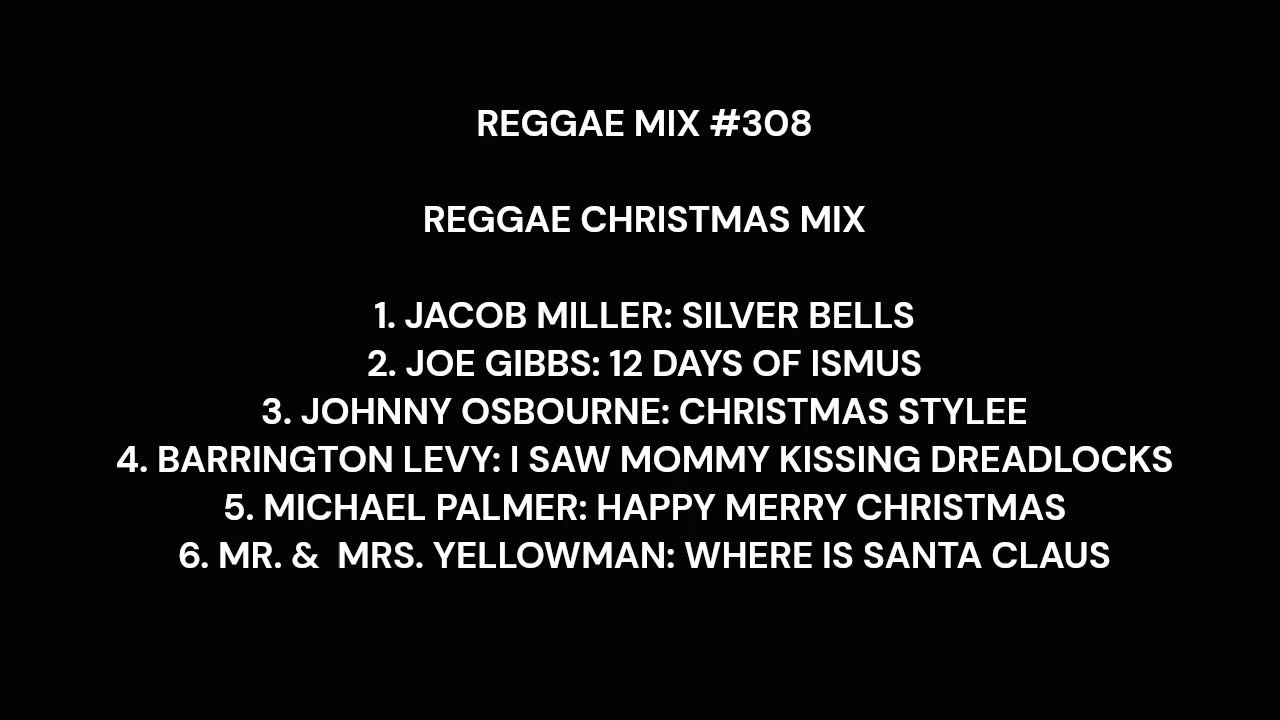 REGGAE MIX #308
REGGAE CHRISTMAS MIX
1. JACOB MILLER: SILVER BELLS
2. JOE GIBBS: 12 DAYS OF ISMUS
3. JOHNNY OSBOURNE: CHRISTMAS STYLEE
4. BARRINGTON LEVY: I SAW MOMMY KISSING DREADLOCKS
5. MICHAEL PALMER: HAPPY MERRY CHRISTMAS
6. MR. &  MRS. YELLOWMAN: WHERE IS SANTA CLAUS